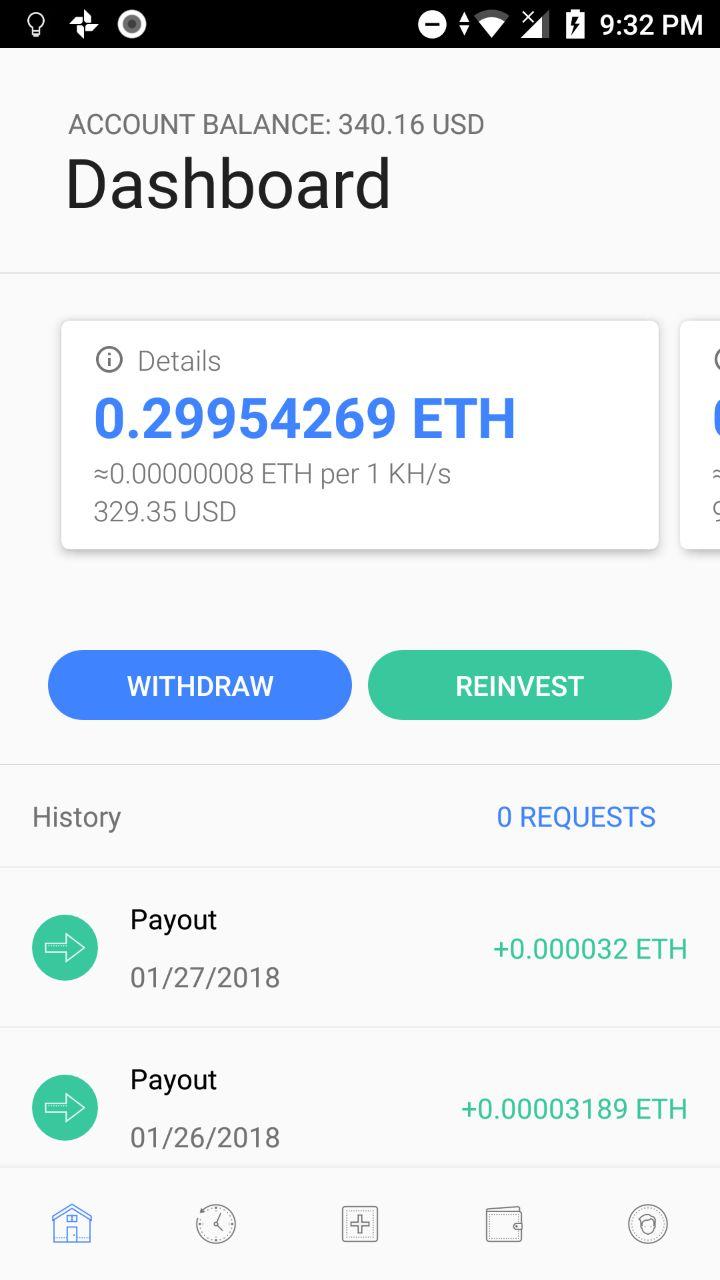 9:32 PM
ACCOUNT BALANCE: 340.16 USD
Dashboard
Details
0.29954269 ETH
≈0.00000008 ETH per 1 KH/s
329.35 USD
WITHDRAW
REINVEST
History
0 REQUESTS
Payout
01/27/2018
+0.000032 ETH
Payout
01/26/2018
+0.00003189 ETH